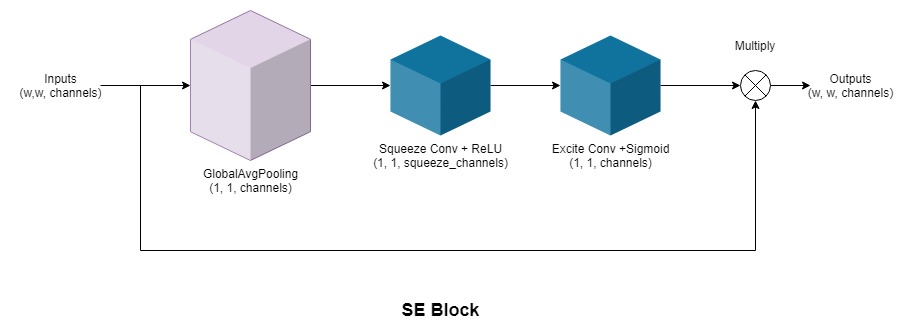 Multiply
Inputs
(w,w, channels)
Outputs
(w, w, channels)
Squeeze Conv + ReLU
(1, 1, squeeze_channels)
Excite Conv +Sigmoid
(1, 1, channels)
GlobalAvgPooling
(1, 1, channels)
SE Block